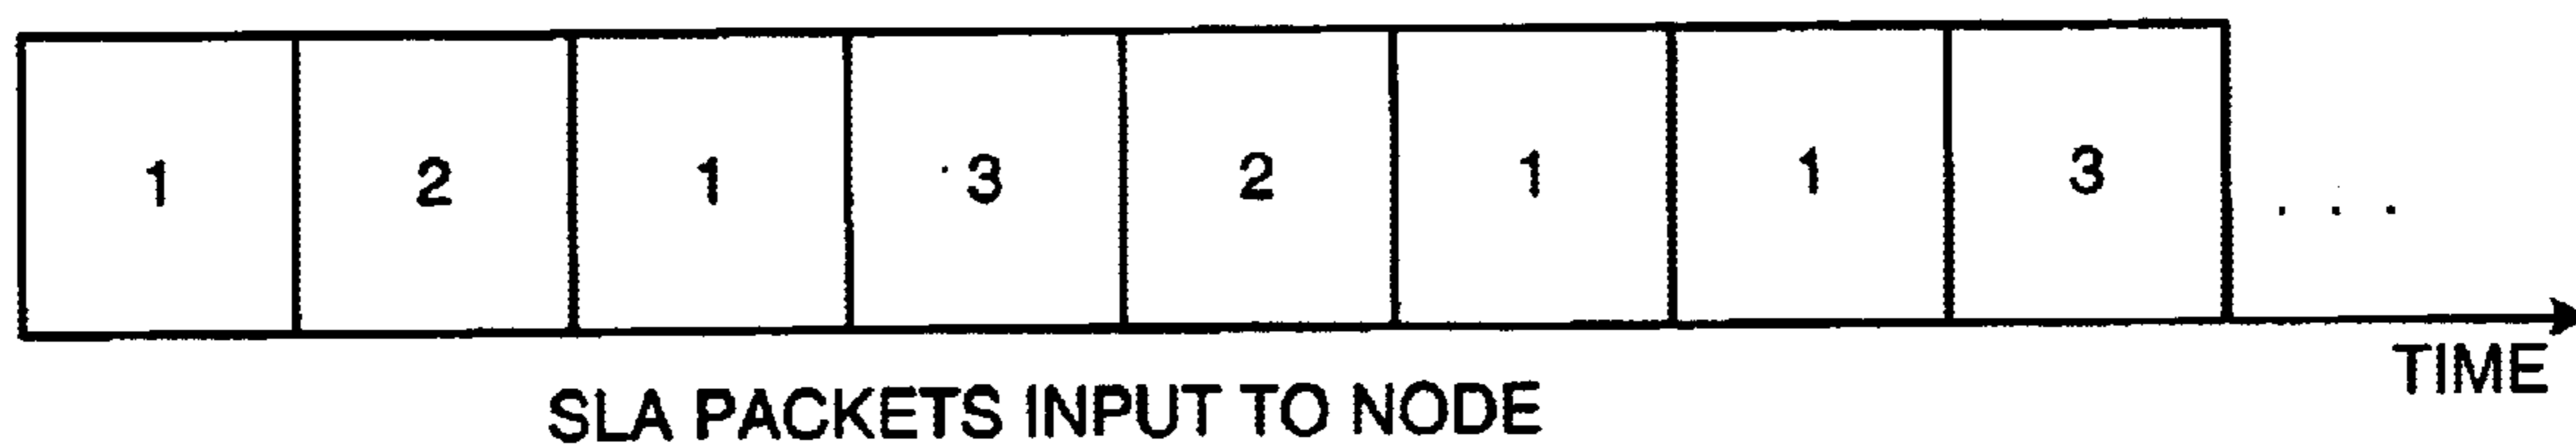 1 2 1 3 2 1 1 3 . . .
TIME
SLA PACKETS INPUT TO NODE